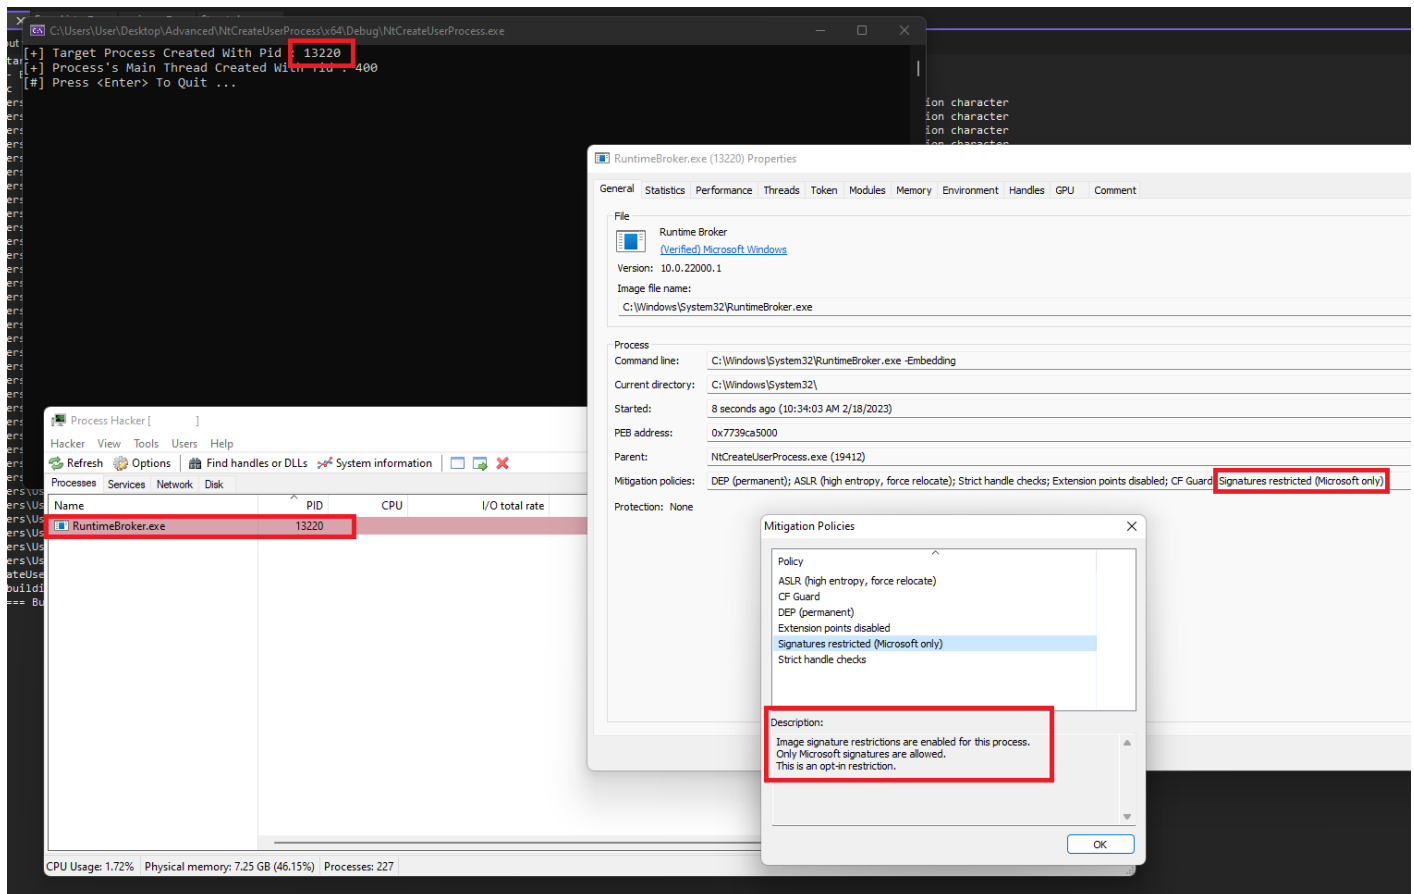 C:\Users\User\Desktop\Advanced\NtCreateUserProcess\x64\Debug\NtCreateUserProcess.exe
[+] Target Process Created With Pid : 13220
[+] Process's Main Thread Created With Tid : 400
[#] Press <Enter> To Quit ...
ion character
ion character
ion character
ion character
RuntimeBroker.exe (13220) Properties
General Statistics Performance Threads Token Modules Memory Environment Handles GPU Comment
File
Runtime Broker
(Verified) Microsoft Windows
Version: 10.0.22000.1
Image file name:
C:\Windows\System32\RuntimeBroker.exe
Process
Command line: C:\Windows\System32\RuntimeBroker.exe -Embedding
Current directory: C:\Windows\System32\
Started: 8 seconds ago (10:34:03 AM 2/18/2023)
PEB address: 0x7739ca5000
Parent: NtCreateUserProcess.exe (19412)
Mitigation policies: DEP (permanent); ASLR (high entropy, force relocate); Strict handle checks; Extension points disabled; CF Guard; Signatures restricted (Microsoft only)
Protection: None
Process Hacker [ ]
Hacker View Tools Users Help
Refresh Options Find handles or DLLs System information
Processes Services Network Disk
Name PID CPU I/O total rate
RuntimeBroker.exe 13220
CPU Usage: 1.72% Physical memory: 7.25 GB (46.15%) Processes: 227
Mitigation Policies
Policy
ASLR (high entropy, force relocate)
CF Guard
DEP (permanent)
Extension points disabled
Signatures restricted (Microsoft only)
Strict handle checks
Description:
Image signature restrictions are enabled for this process.
Only Microsoft signatures are allowed.
This is an opt-in restriction.
OK